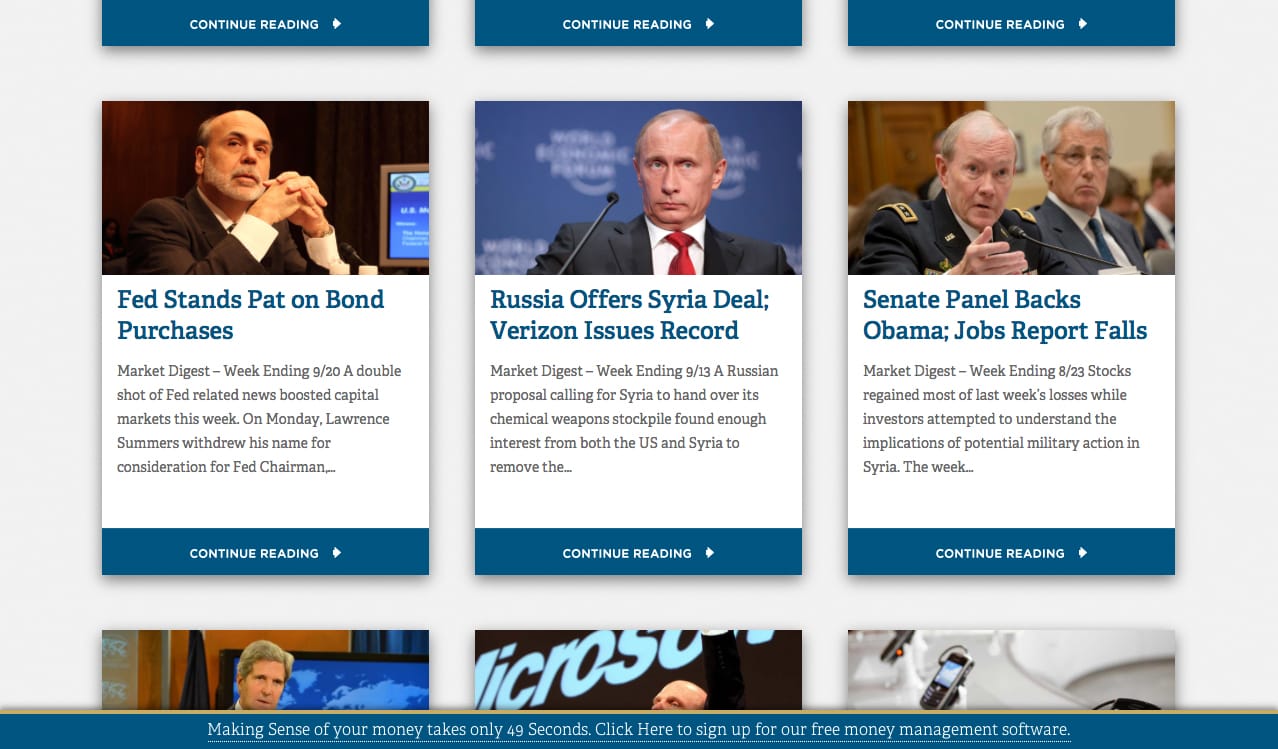 CONTINUE READING
CONTINUE READING
CONTINUE READING
WORLD
ECONOMIC
FORUM
WORLD
Fed Stands Pat on Bond
Purchases
Market Digest – Week Ending 9/20 A double
shot of Fed related news boosted capital
markets this week. On Monday, Lawrence
Summers withdrew his name for
consideration for Fed Chairman,...
CONTINUE READING
Russia Offers Syria Deal;
Verizon Issues Record
Market Digest – Week Ending 9/13 A Russian
proposal calling for Syria to hand over its
chemical weapons stockpile found enough
interest from both the US and Syria to
remove the...
CONTINUE READING
Senate Panel Backs
Obama; Jobs Report Falls
Market Digest – Week Ending 8/23 Stocks
regained most of last week’s losses while
investors attempted to understand the
implications of potential military action in
Syria. The week...
CONTINUE READING
Microsoft
Making Sense of your money takes only 49 Seconds. Click Here to sign up for our free money management software.